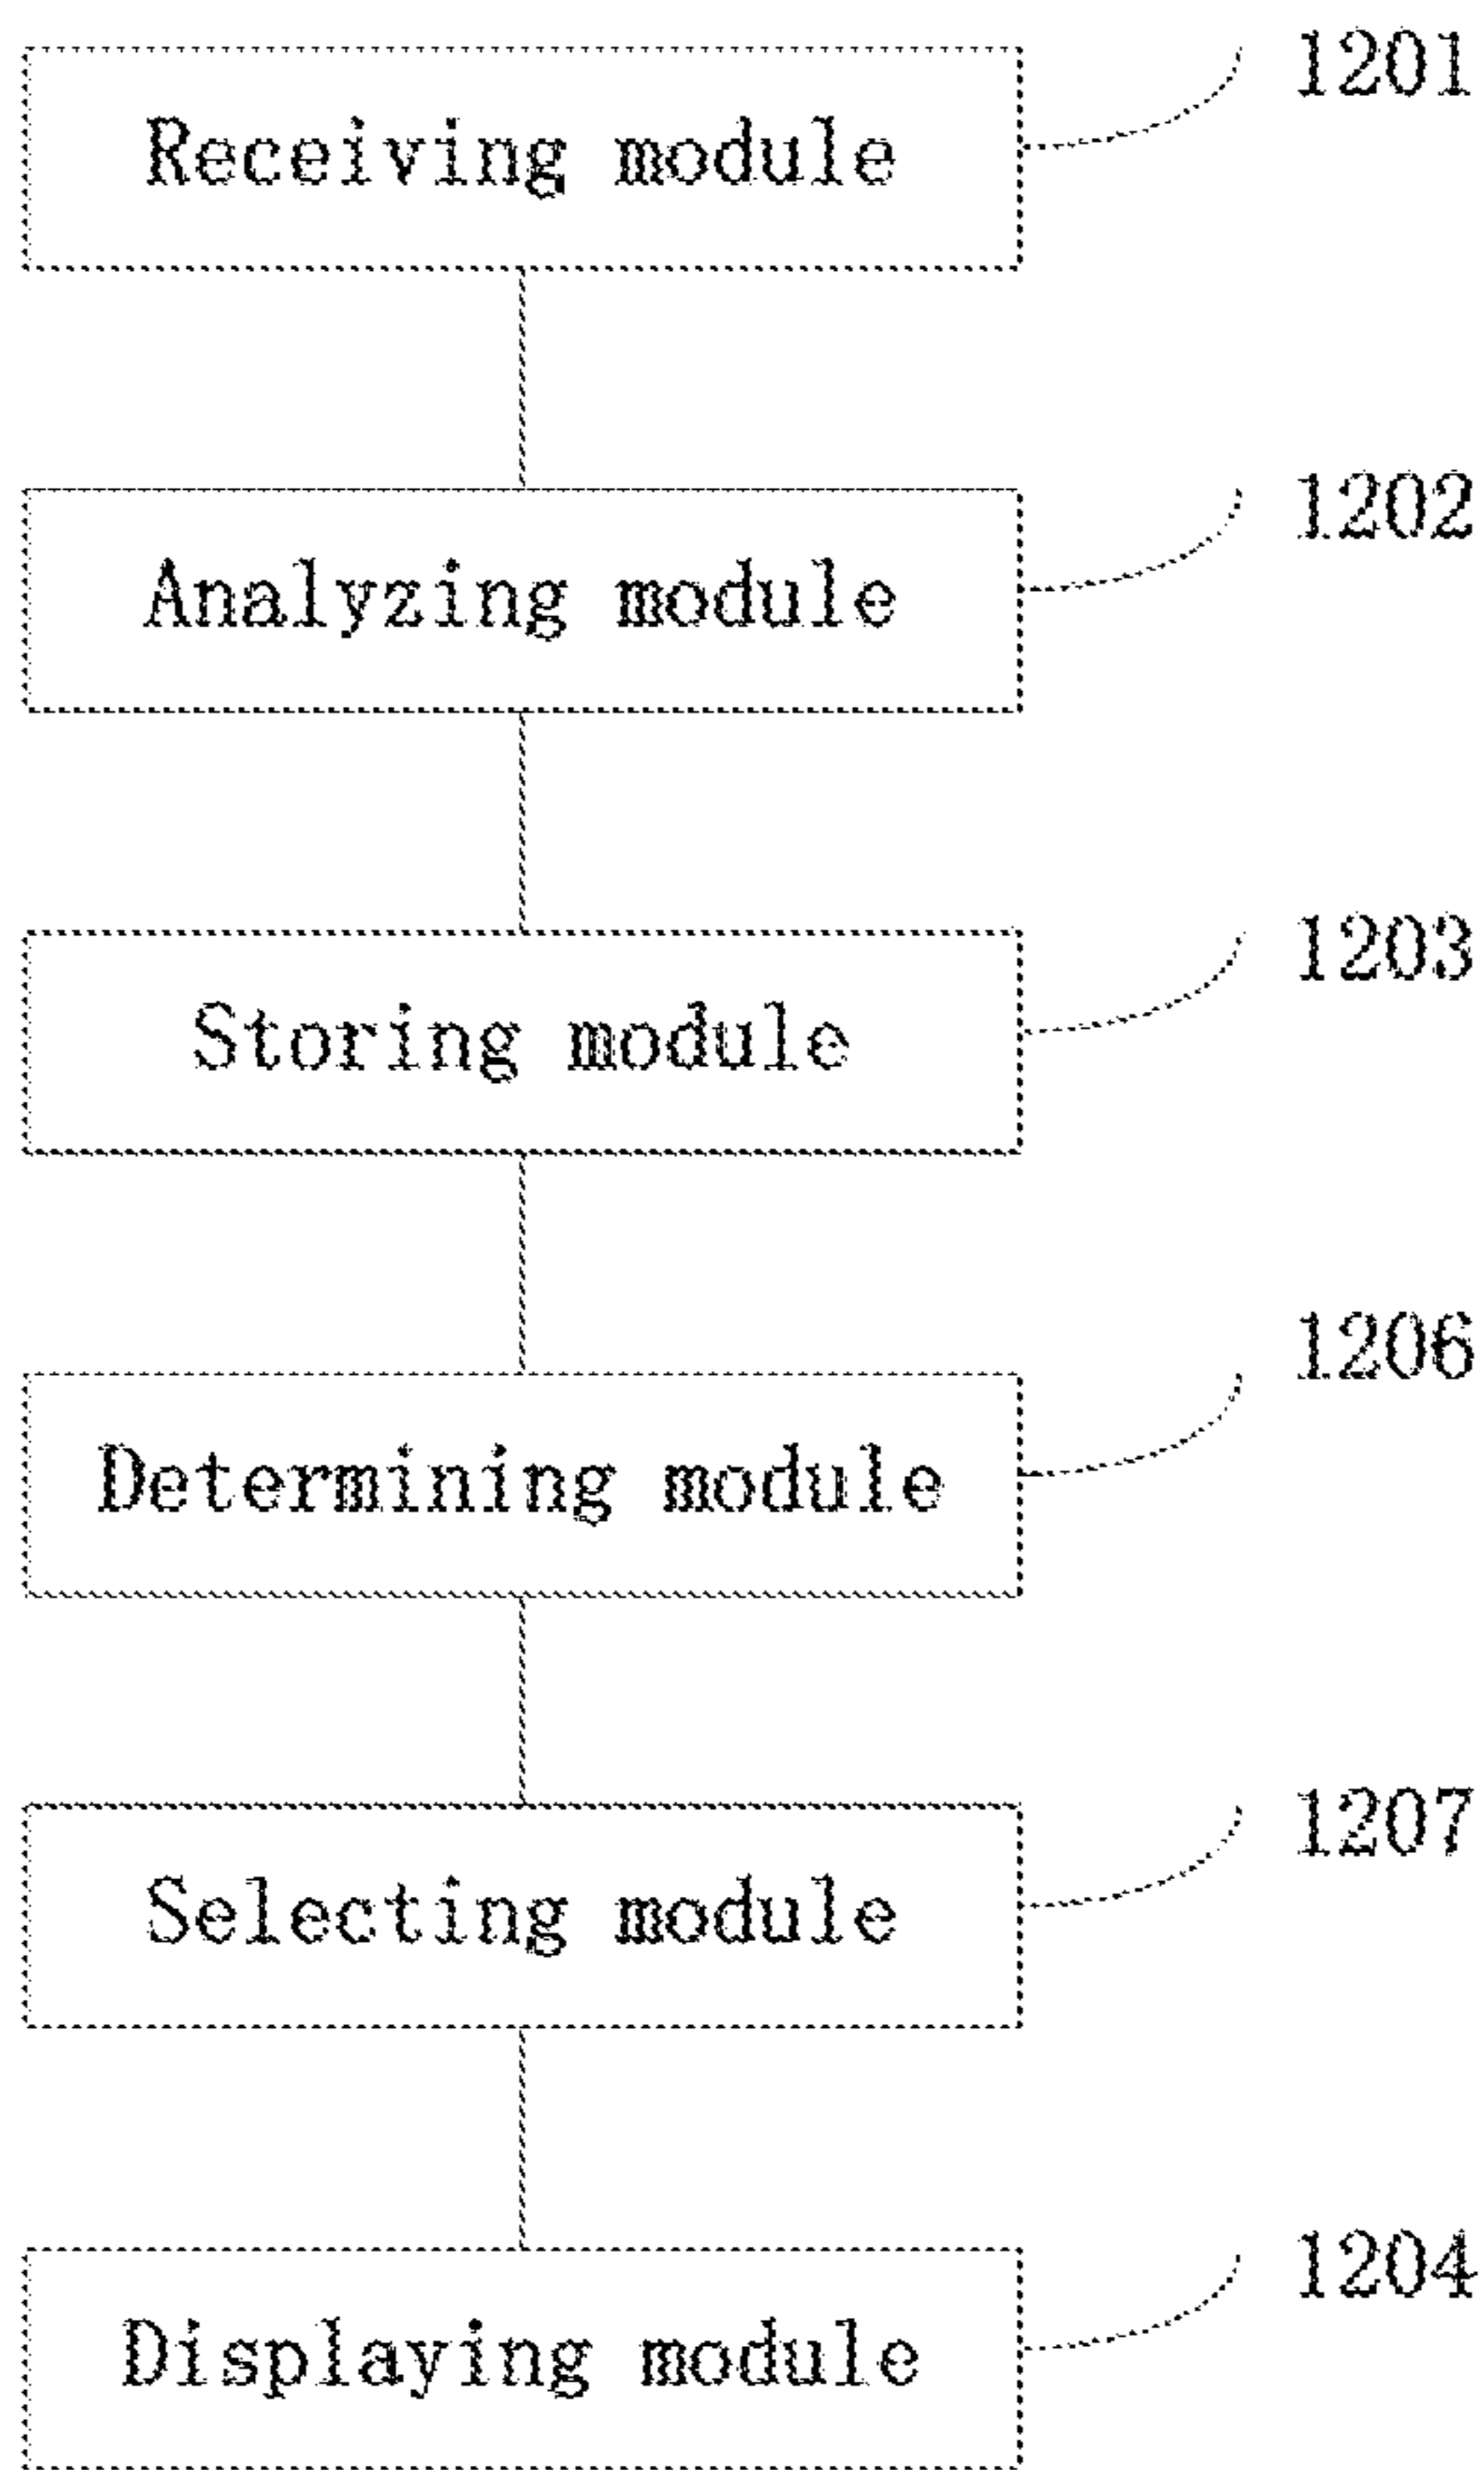 1201
Receiving module
1202
Analyzing module
1203
Storing module
1206
Determining module
1207
Selecting module
1204
Displaying module